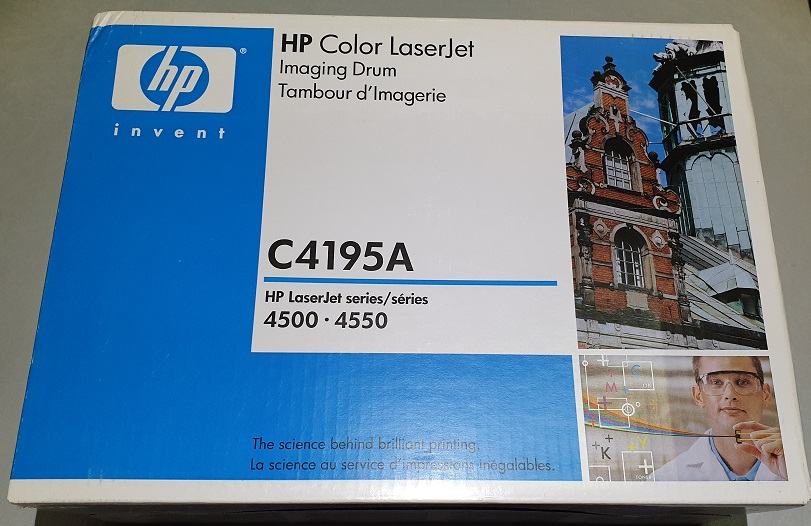 hp
®
invent
HP Color LaserJet
Imaging Drum
Tambour d'Imagerie
C4195A
HP LaserJet series/séries
4500 · 4550
The science behind brilliant printing.
La science au service d'impressions inégalables.
M
C
Y
K